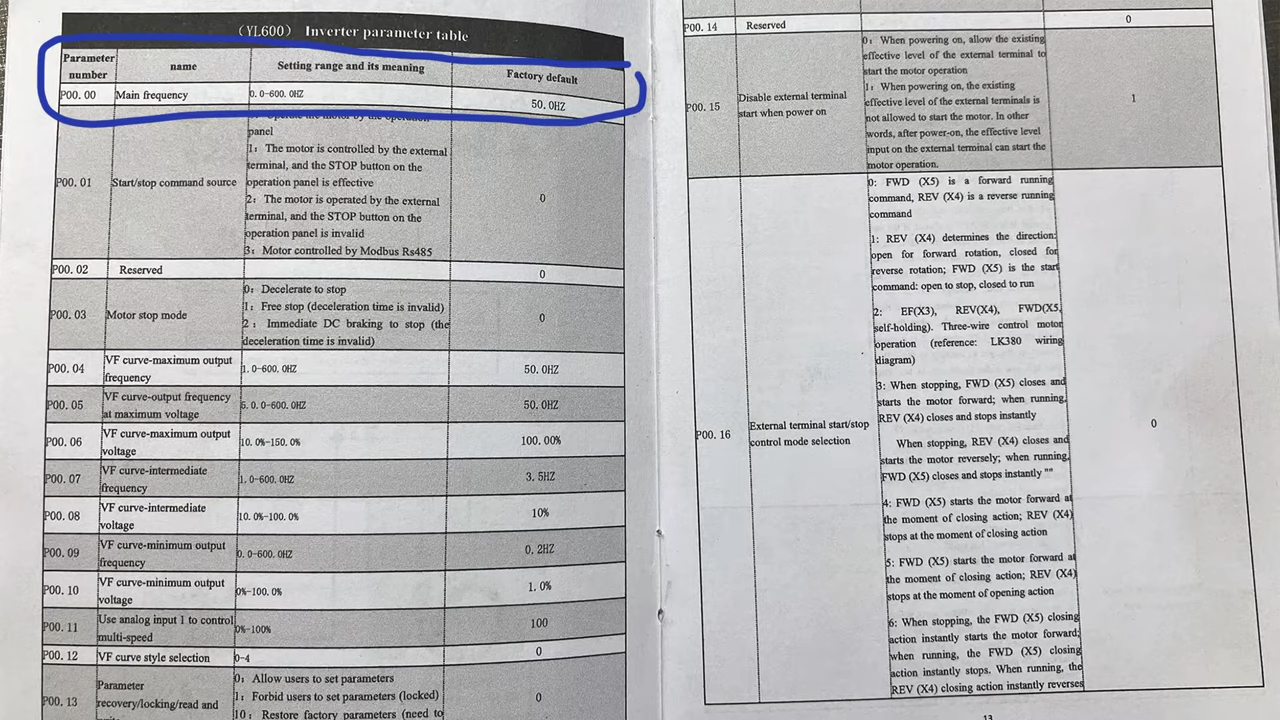 （YL600） Inverter parameter table
Parameter number name Setting range and its meaning Factory default
P00. 00 Main frequency 0. 0-600. 0HZ 50. 0HZ
0： Operate the motor by the operation
panel
1： The motor is controlled by the external
terminal, and the STOP button on the
P00. 01 Start/stop command source operation panel is effective 0
2： The motor is operated by the external
terminal, and the STOP button on the
operation panel is invalid
3： Motor controlled by Modbus Rs485
P00. 02 Reserved 0
0： Decelerate to stop
P00. 03 Motor stop mode 1： Free stop (deceleration time is invalid) 0
2： Immediate DC braking to stop (the
deceleration time is invalid)
P00. 04 VF curve-maximum output frequency 1. 0-600. 0HZ 50. 0HZ
P00. 05 VF curve-output frequency at maximum voltage 5. 0. 0-600. 0HZ 50. 0HZ
P00. 06 VF curve-maximum output voltage 10. 0%-150. 0% 100. 00%
P00. 07 VF curve-intermediate frequency 1. 0-600. 0HZ 3. 5HZ
P00. 08 VF curve-intermediate voltage 10. 0%-100. 0% 10%
P00. 09 VF curve-minimum output frequency 0. 0-600. 0HZ 0. 2HZ
P00. 10 VF curve-minimum output voltage 0%-100. 0% 1. 0%
P00. 11 Use analog input 1 to control multi-speed 0%-100% 100
P00. 12 VF curve style selection 0-4 0
0： Allow users to set parameters
P00. 13 Parameter recovery/locking/read and 1： Forbid users to set parameters (locked) 0
10： Restore factory parameters (need to
P00. 14 Reserved 0
0： When powering on, allow the existing
effective level of the external terminal to
start the motor operation
1： When powering on, the existing
P00. 15 Disable external terminal start when power on effective level of the external terminals is 1
not allowed to start the motor. In other
words, after power-on, the effective level
input on the external terminal can start the
motor operation.
0: FWD (X5) is a forward running
command, REV (X4) is a reverse running
command
1: REV (X4) determines the direction:
open for forward rotation, closed for
reverse rotation; FWD (X5) is the start
command: open to stop, closed to run
2: EF(X3), REV(X4), FWD(X5,
self-holding). Three-wire control motor
operation (reference: LK380 wiring
diagram)
3: When stopping, FWD (X5) closes and
starts the motor forward; when running,
REV (X4) closes and stops instantly
P00. 16 External terminal start/stop control mode selection 0
When stopping, REV (X4) closes and
starts the motor reversely; when running,
FWD (X5) closes and stops instantly ""
4: FWD (X5) starts the motor forward at
the moment of closing action; REV (X4)
stops at the moment of closing action
5: FWD (X5) starts the motor forward at
the moment of closing action; REV (X4)
stops at the moment of opening action
6: When stopping, the FWD (X5) closing
action instantly starts the motor forward;
when running, the FWD (X5) closing
action instantly stops. When running, the
REV (X4) closing action instantly reverses
13